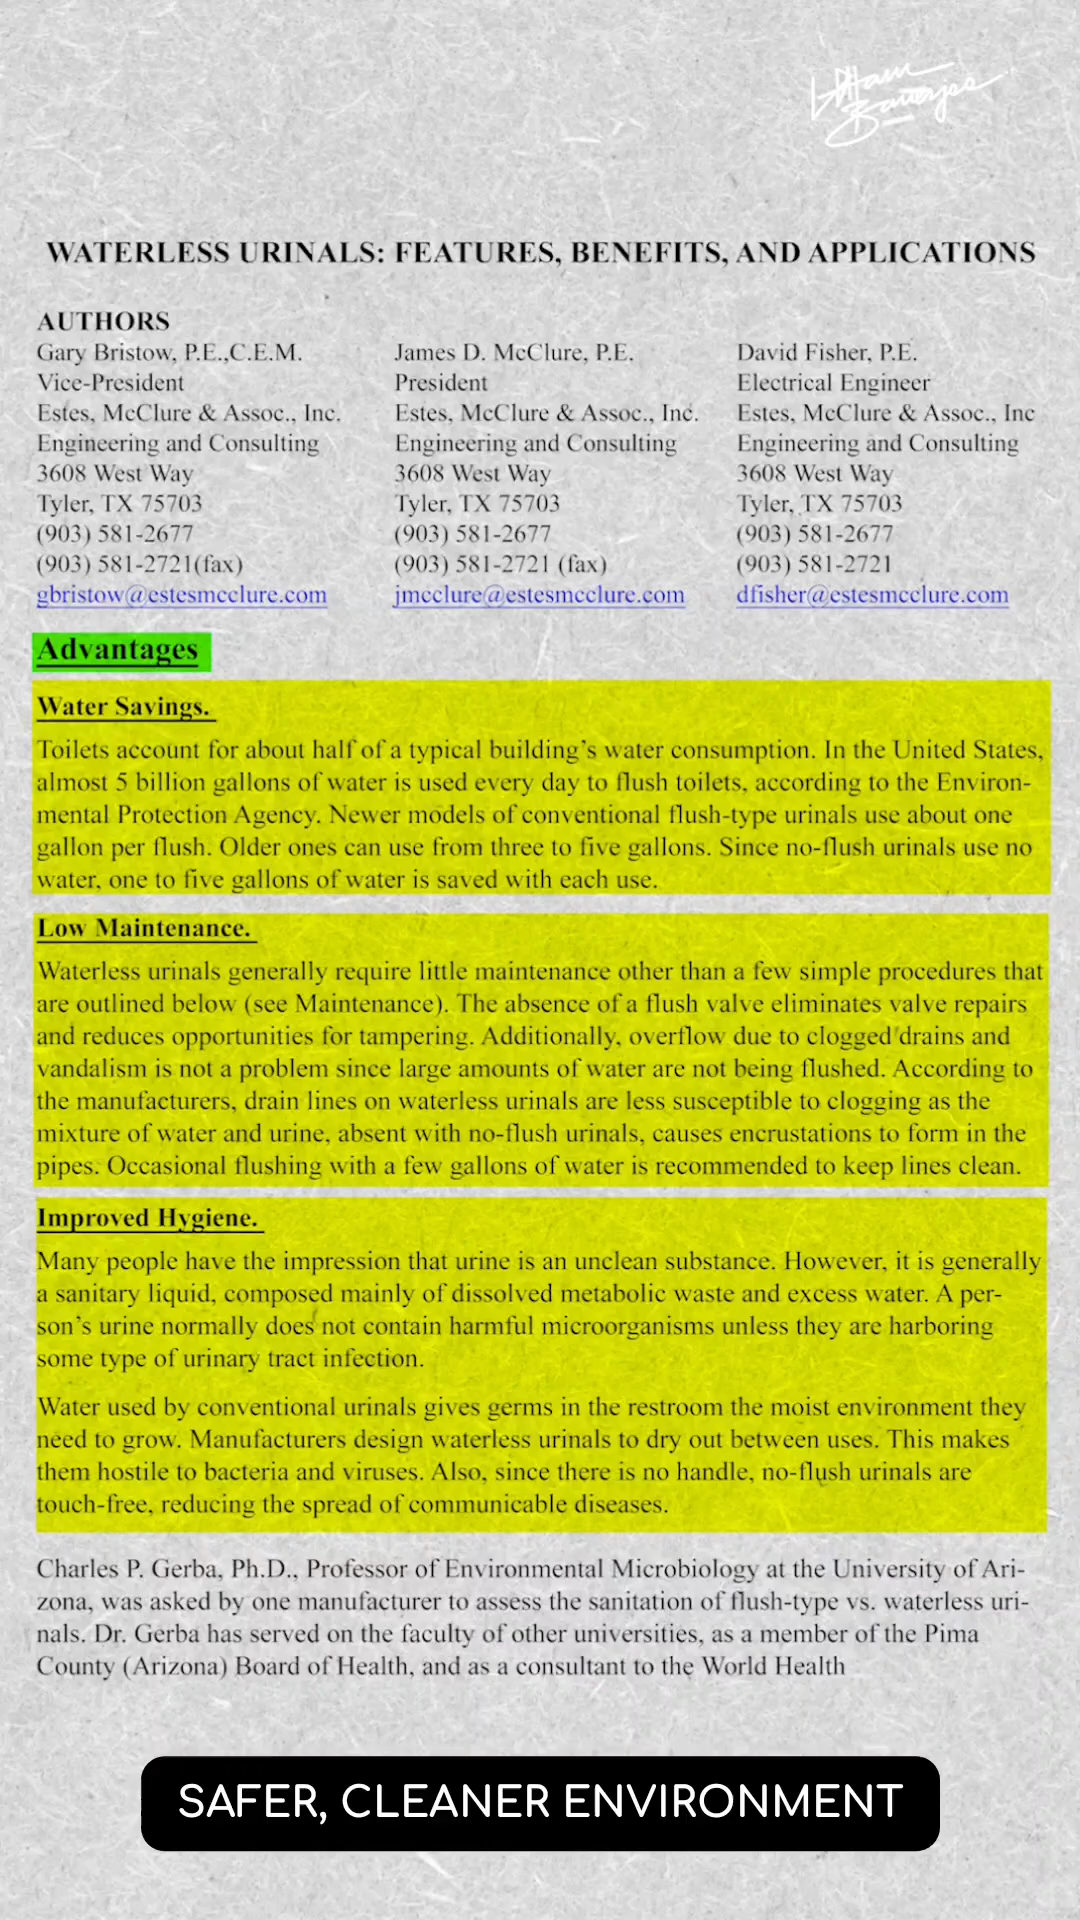 WATERLESS URINALS: FEATURES, BENEFITS, AND APPLICATIONS
AUTHORS
Gary Bristow, P.E.,C.E.M.
Vice-President
Estes, McClure & Assoc., Inc.
Engineering and Consulting
3608 West Way
Tyler, TX 75703
(903) 581-2677
(903) 581-2721(fax)
gbristow@estesmcclure.com
James D. McClure, P.E.
President
Estes, McClure & Assoc., Inc.
Engineering and Consulting
3608 West Way
Tyler, TX 75703
(903) 581-2677
(903) 581-2721 (fax)
jmcclure@estesmcclure.com
David Fisher, P.E.
Electrical Engineer
Estes, McClure & Assoc., Inc
Engineering and Consulting
3608 West Way
Tyler, TX 75703
(903) 581-2677
(903) 581-2721
dfisher@estesmcclure.com
Advantages
Water Savings.
Toilets account for about half of a typical building’s water consumption. In the United States,
almost 5 billion gallons of water is used every day to flush toilets, according to the Environ-
mental Protection Agency. Newer models of conventional flush-type urinals use about one
gallon per flush. Older ones can use from three to five gallons. Since no-flush urinals use no
water, one to five gallons of water is saved with each use.
Low Maintenance.
Waterless urinals generally require little maintenance other than a few simple procedures that
are outlined below (see Maintenance). The absence of a flush valve eliminates valve repairs
and reduces opportunities for tampering. Additionally, overflow due to clogged drains and
vandalism is not a problem since large amounts of water are not being flushed. According to
the manufacturers, drain lines on waterless urinals are less susceptible to clogging as the
mixture of water and urine, absent with no-flush urinals, causes encrustations to form in the
pipes. Occasional flushing with a few gallons of water is recommended to keep lines clean.
Improved Hygiene.
Many people have the impression that urine is an unclean substance. However, it is generally
a sanitary liquid, composed mainly of dissolved metabolic waste and excess water. A per-
son’s urine normally does not contain harmful microorganisms unless they are harboring
some type of urinary tract infection.
Water used by conventional urinals gives germs in the restroom the moist environment they
need to grow. Manufacturers design waterless urinals to dry out between uses. This makes
them hostile to bacteria and viruses. Also, since there is no handle, no-flush urinals are
touch-free, reducing the spread of communicable diseases.
Charles P. Gerba, Ph.D., Professor of Environmental Microbiology at the University of Ari-
zona, was asked by one manufacturer to assess the sanitation of flush-type vs. waterless uri-
nals. Dr. Gerba has served on the faculty of other universities, as a member of the Pima
County (Arizona) Board of Health, and as a consultant to the World Health
SAFER, CLEANER ENVIRONMENT